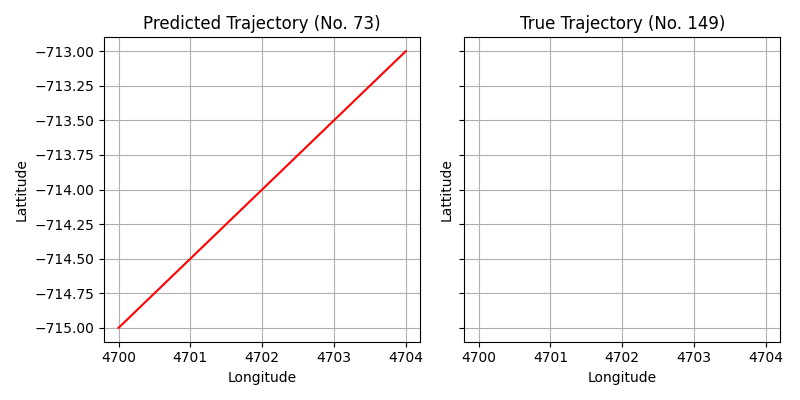 Predicted Trajectory (No. 73)
True Trajectory (No. 149)
Lattitude
−713.00
−713.25
−713.50
−713.75
−714.00
−714.25
−714.50
−714.75
−715.00
4700 4701 4702 4703 4704
Longitude
Lattitude
4700 4701 4702 4703 4704
Longitude